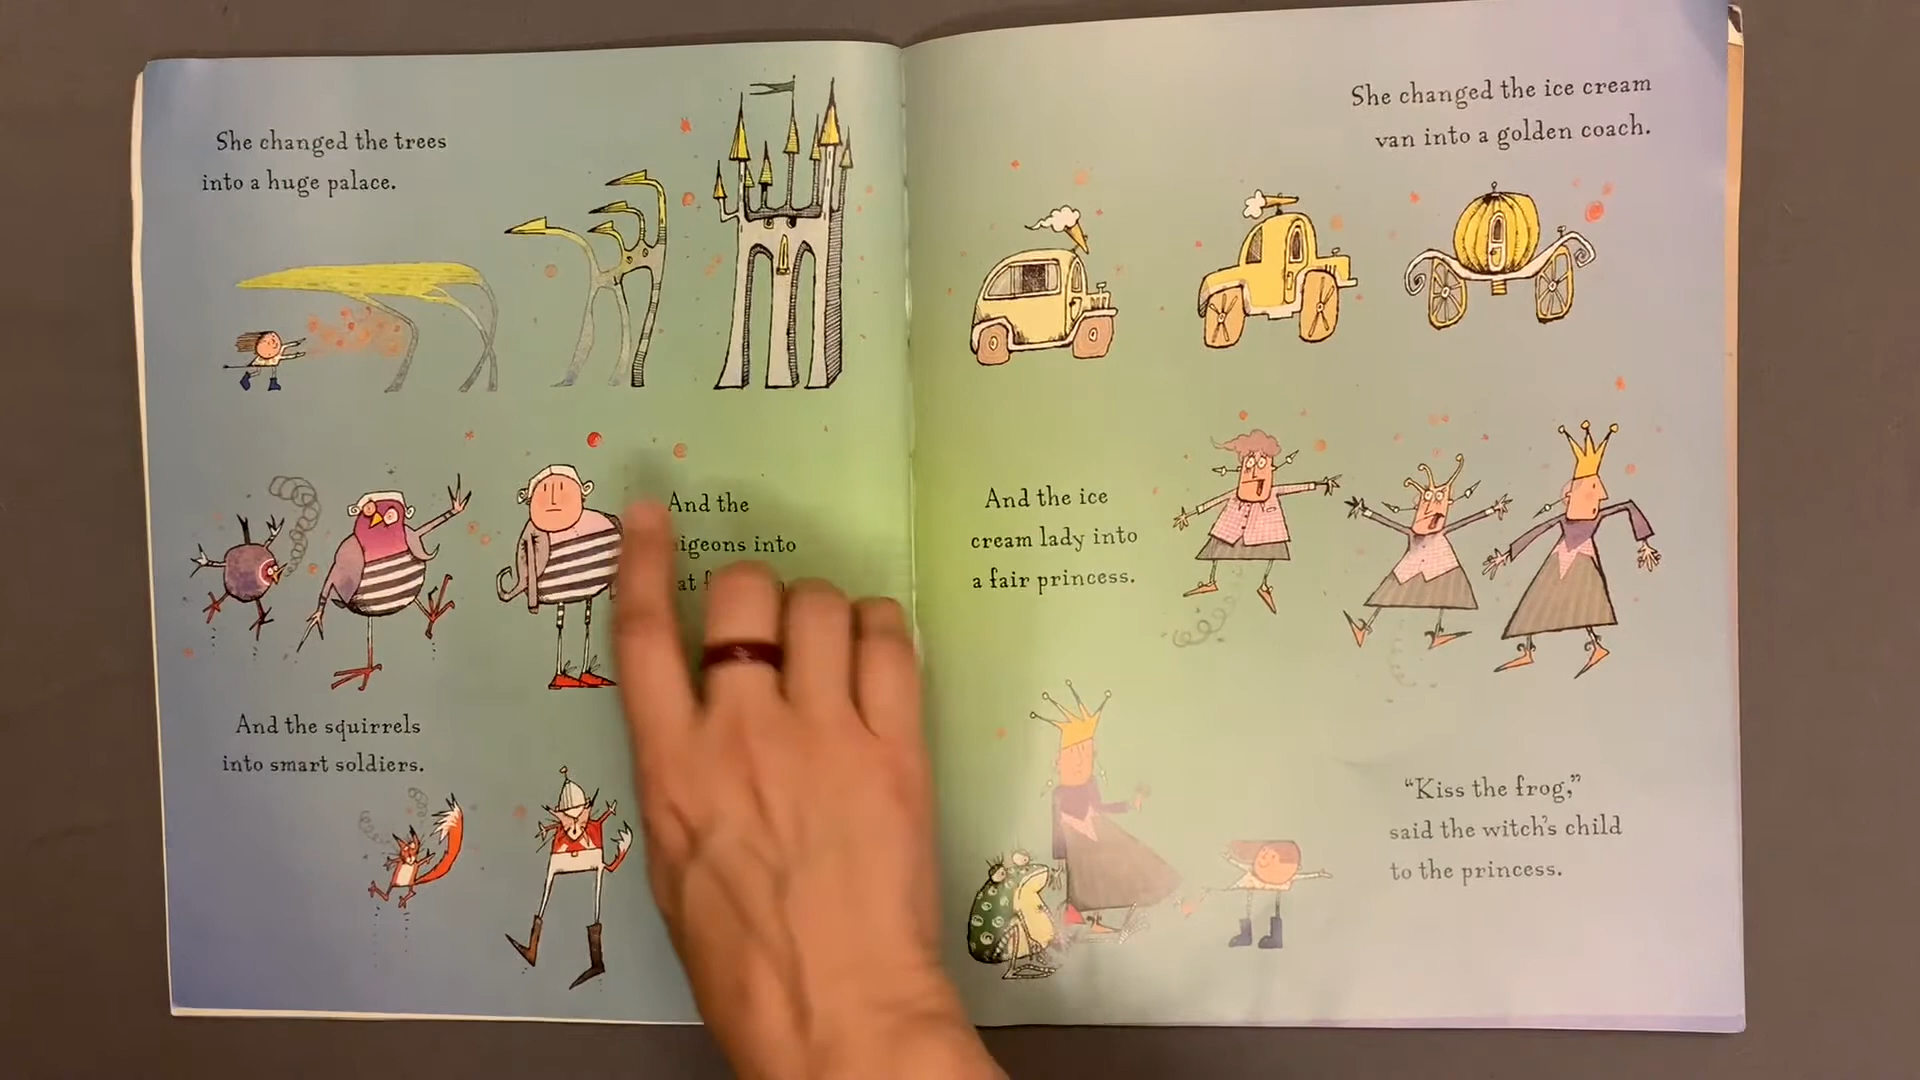 She changed the trees
into a huge palace.
And the
into
And the squirrels
into smart soldiers.
She changed the ice cream
van into a golden coach.
And the ice
cream lady into
a fair princess.
"Kiss the frog,"
said the witch's child
to the princess.